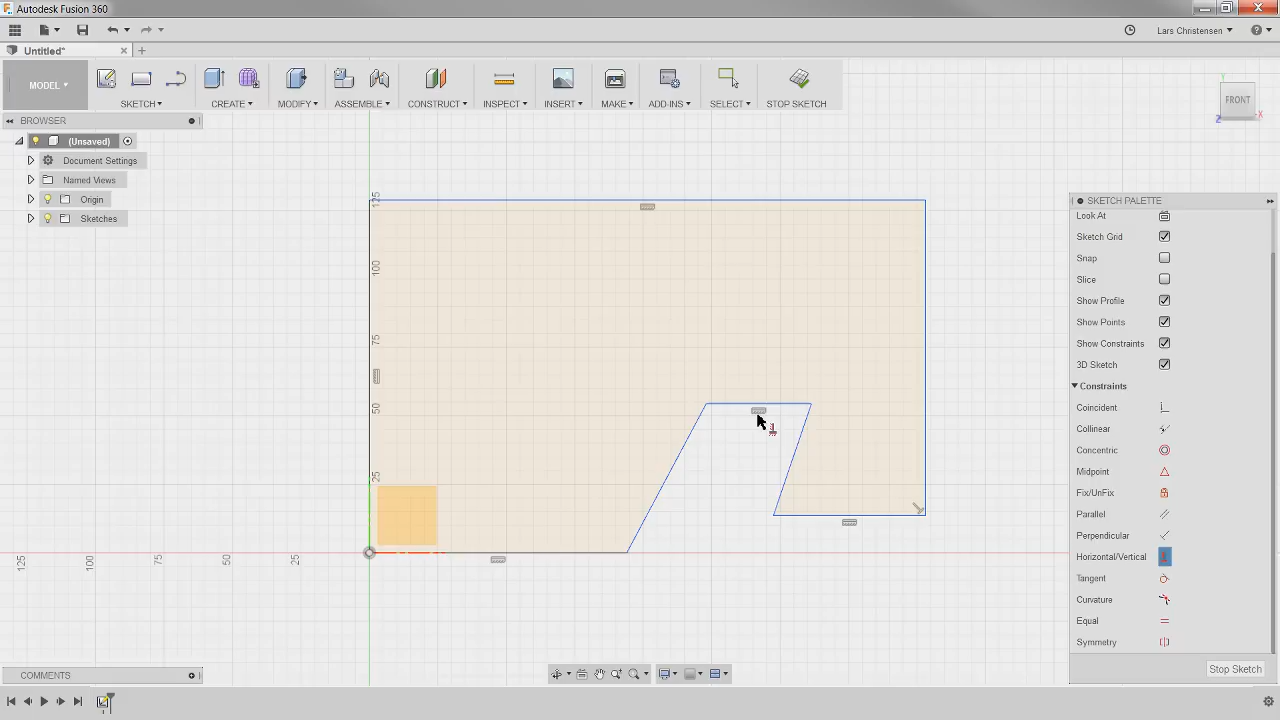 Autodesk Fusion 360
Lars Christensen
Untitled*
MODEL
SKETCH
CREATE
MODIFY
ASSEMBLE
CONSTRUCT
INSPECT
INSERT
MAKE
ADD-INS
SELECT
STOP SKETCH
BROWSER
(Unsaved)
Document Settings
Named Views
Origin
Sketches
Y
FRONT
Z
X
125
100
75
50
25
125
100
75
50
25
SKETCH PALETTE
Look At
Sketch Grid
Snap
Slice
Show Profile
Show Points
Show Constraints
3D Sketch
Constraints
Coincident
Collinear
Concentric
Midpoint
Fix/UnFix
Parallel
Perpendicular
Horizontal/Vertical
Tangent
Curvature
Equal
Symmetry
Stop Sketch
COMMENTS